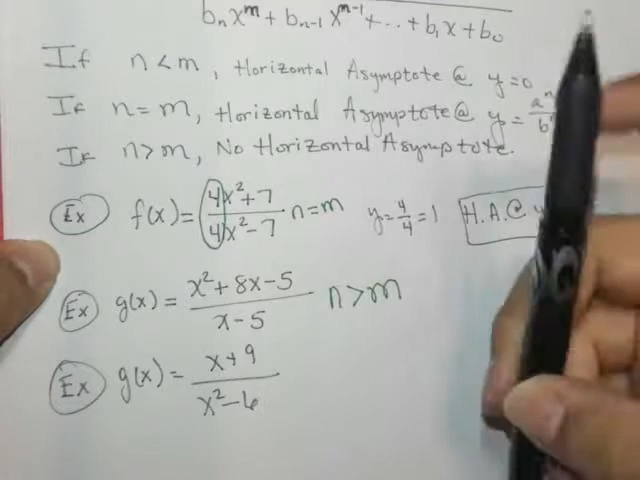 bₙxᵐ + bₙ₋₁xᵐ⁻¹ + ... + b₁x + b₀
If n < m, Horizontal Asymptote @ y = 0
If n = m, Horizontal Asymptote @ y = aⁿ/b
If n > m, No Horizontal Asymptote.
Ex f(x) = (4x² + 7)/(4x² - 7) n = m y = 4/4 = 1 H.A. @
Ex g(x) = (x² + 8x - 5)/(x - 5) n > m
Ex g(x) = (x + 9)/(x² - 6)